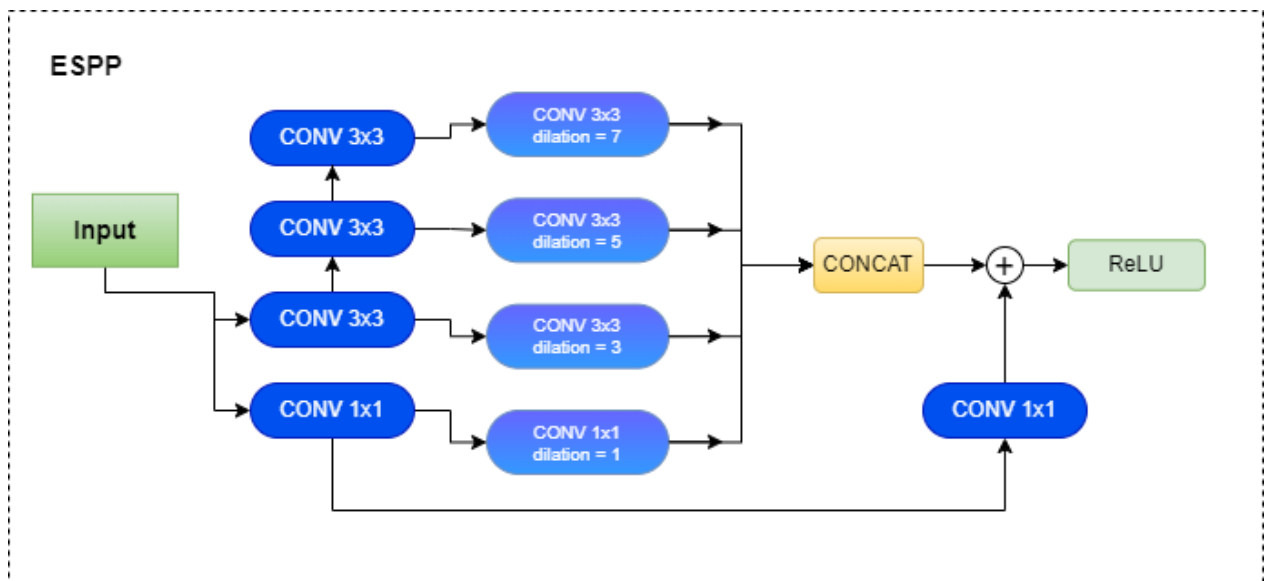 ESPP
Input
CONV 3x3
CONV 3x3
CONV 3x3
CONV 1x1
CONV 3x3
dilation = 7
CONV 3x3
dilation = 5
CONV 3x3
dilation = 3
CONV 1x1
dilation = 1
CONCAT
+
ReLU
CONV 1x1